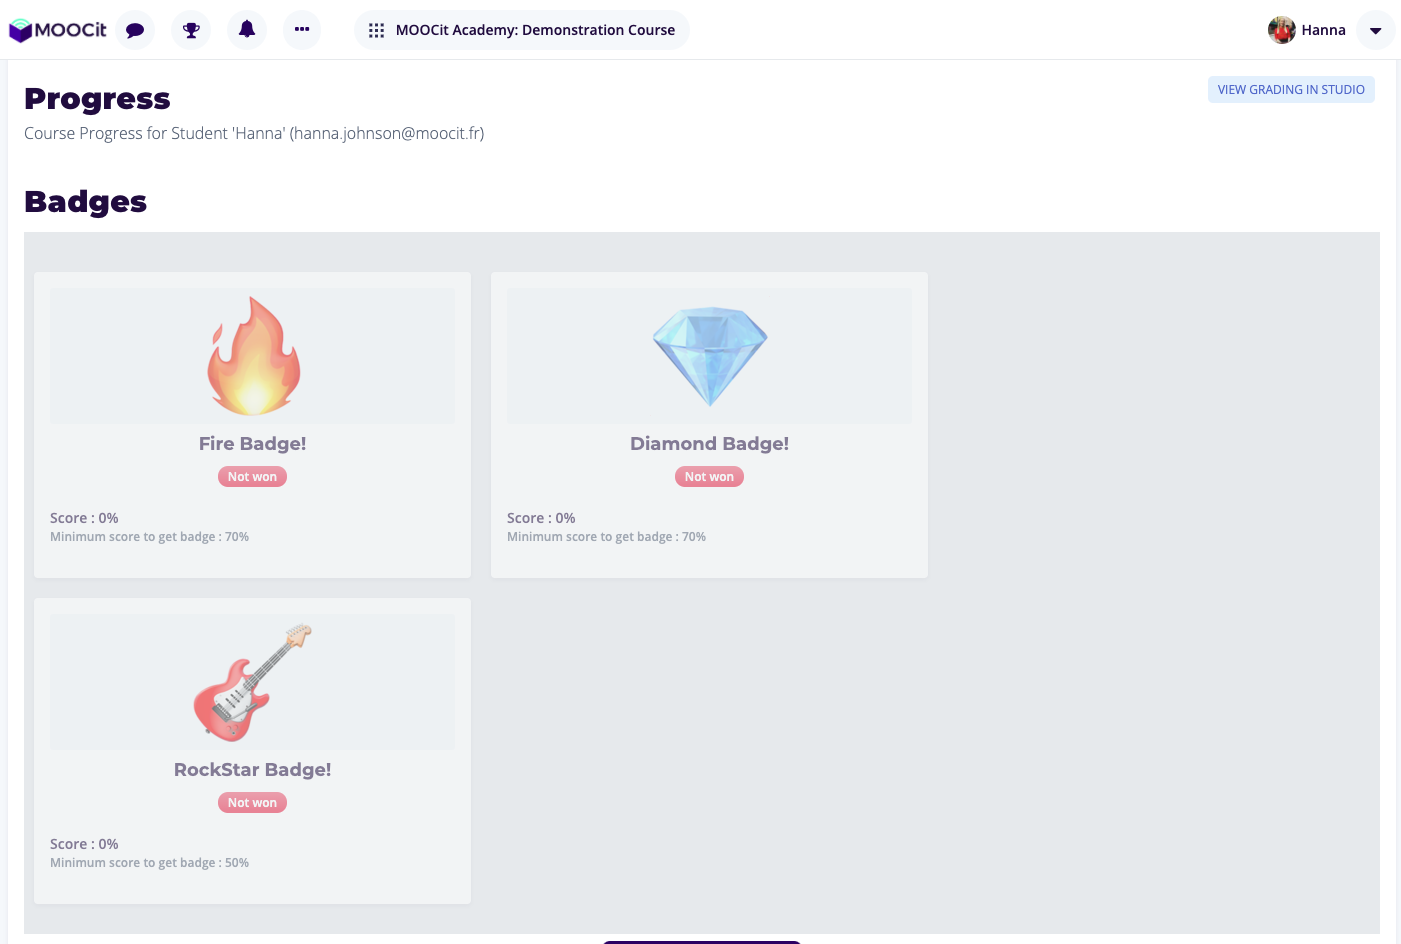 MOOCit
MOOCit Academy: Demonstration Course
Hanna
Progress
VIEW GRADING IN STUDIO
Course Progress for Student 'Hanna' (hanna.johnson@moocit.fr)
Badges
Fire Badge!
Not won
Score : 0%
Minimum score to get badge : 70%
Diamond Badge!
Not won
Score : 0%
Minimum score to get badge : 70%
RockStar Badge!
Not won
Score : 0%
Minimum score to get badge : 50%